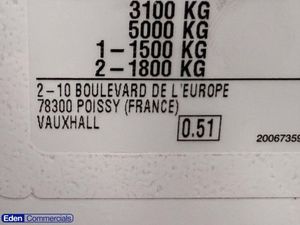 3100 KG
5000 KG
1-1500 KG
2-1800 KG
2-10 BOULEVARD DE L'EUROPE
78300 POISSY (FRANCE)
VAUXHALL
0.51
20067359
Eden Commercials